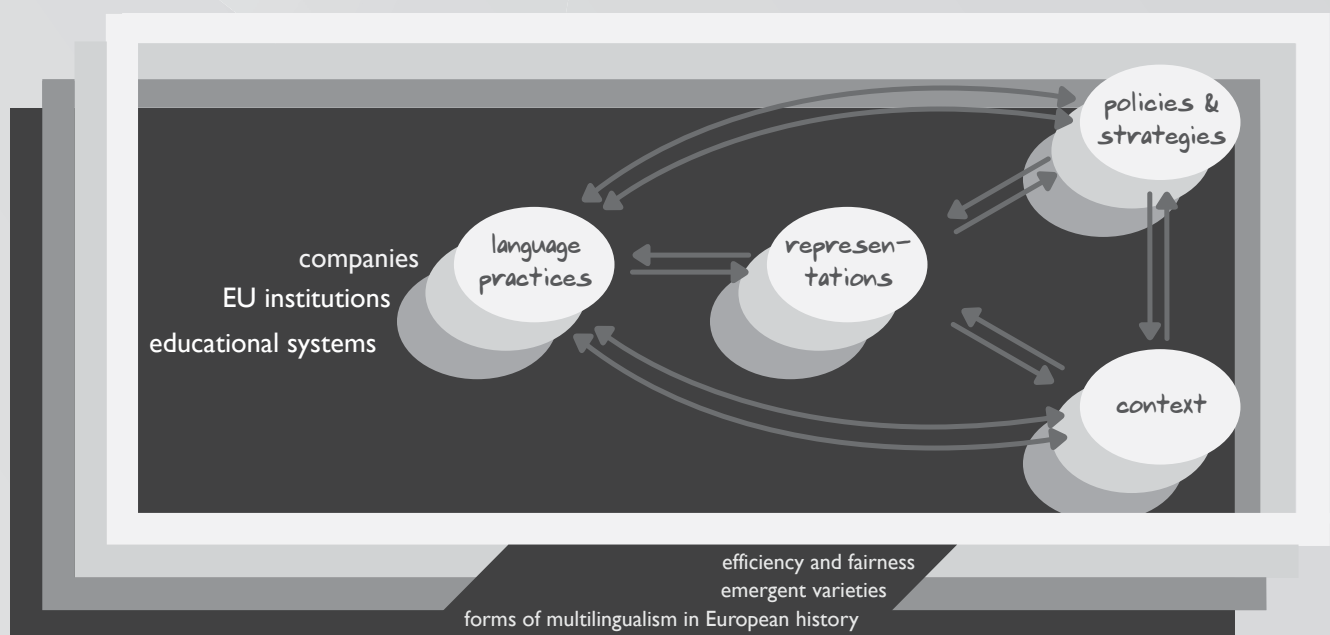 policies &
strategies
language
practices
represen-
tations
companies
EU institutions
educational systems
context
efficiency and fairness
emergent varieties
forms of multilingualism in European history